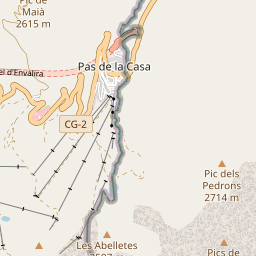 Pic de
Maià
2615 m
Pas de la Casa
el d'Envalira
CG-2
Pic dels
Pedrons
2714 m
Les Abelletes
Pics de